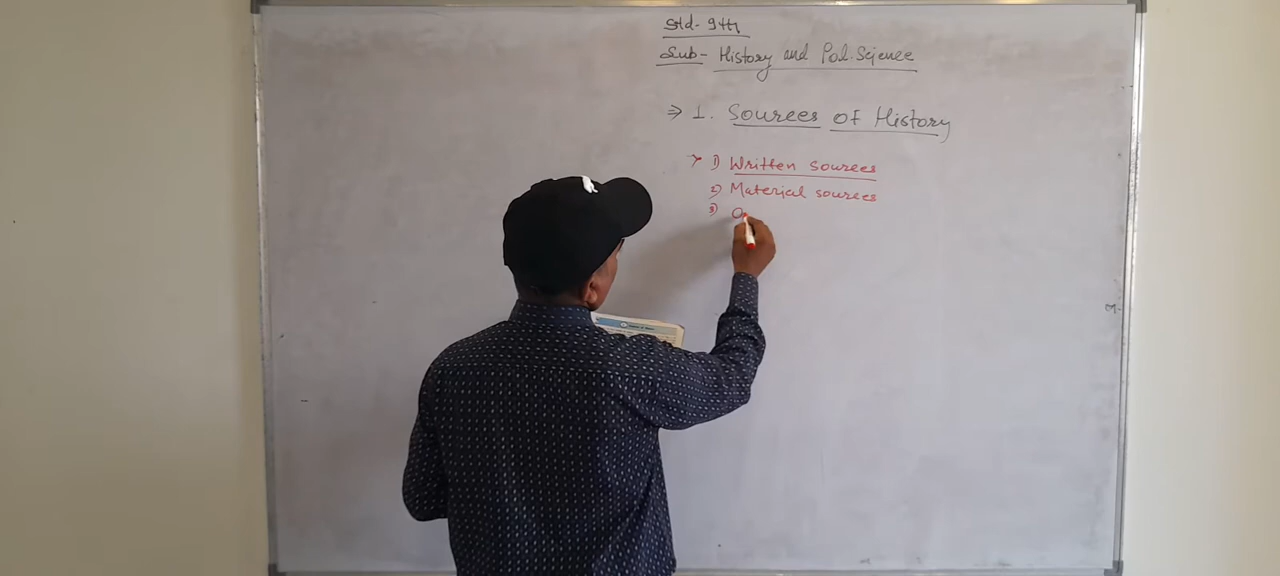 Std- 9th
Sub- History and Pol. Science
⇒ 1. Sources of History
1) Written sources
2) Material sources
3) O